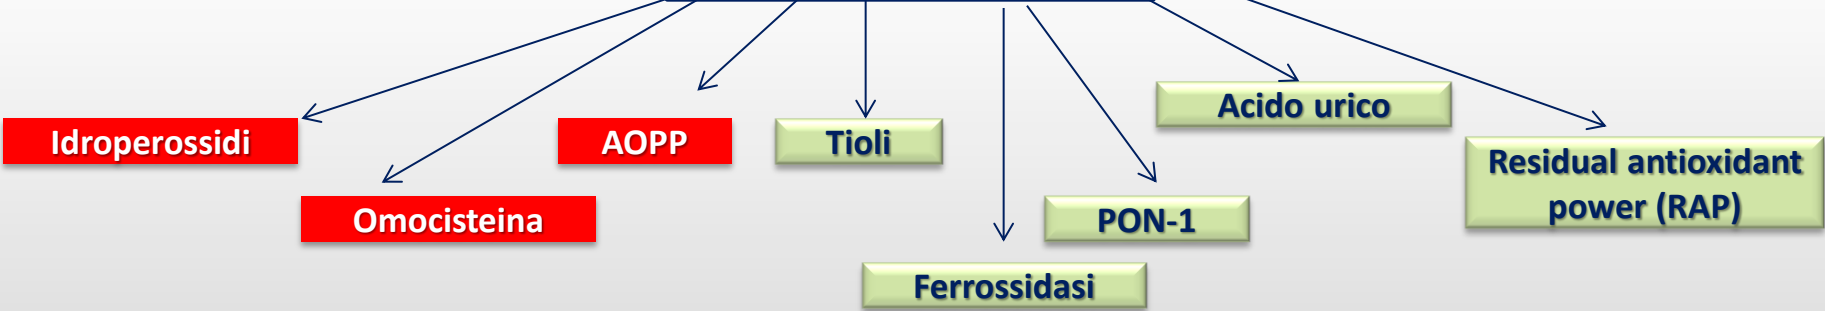 Idroperossidi
Omocisteina
AOPP
Tioli
Ferrossidasi
PON-1
Acido urico
Residual antioxidant
power (RAP)